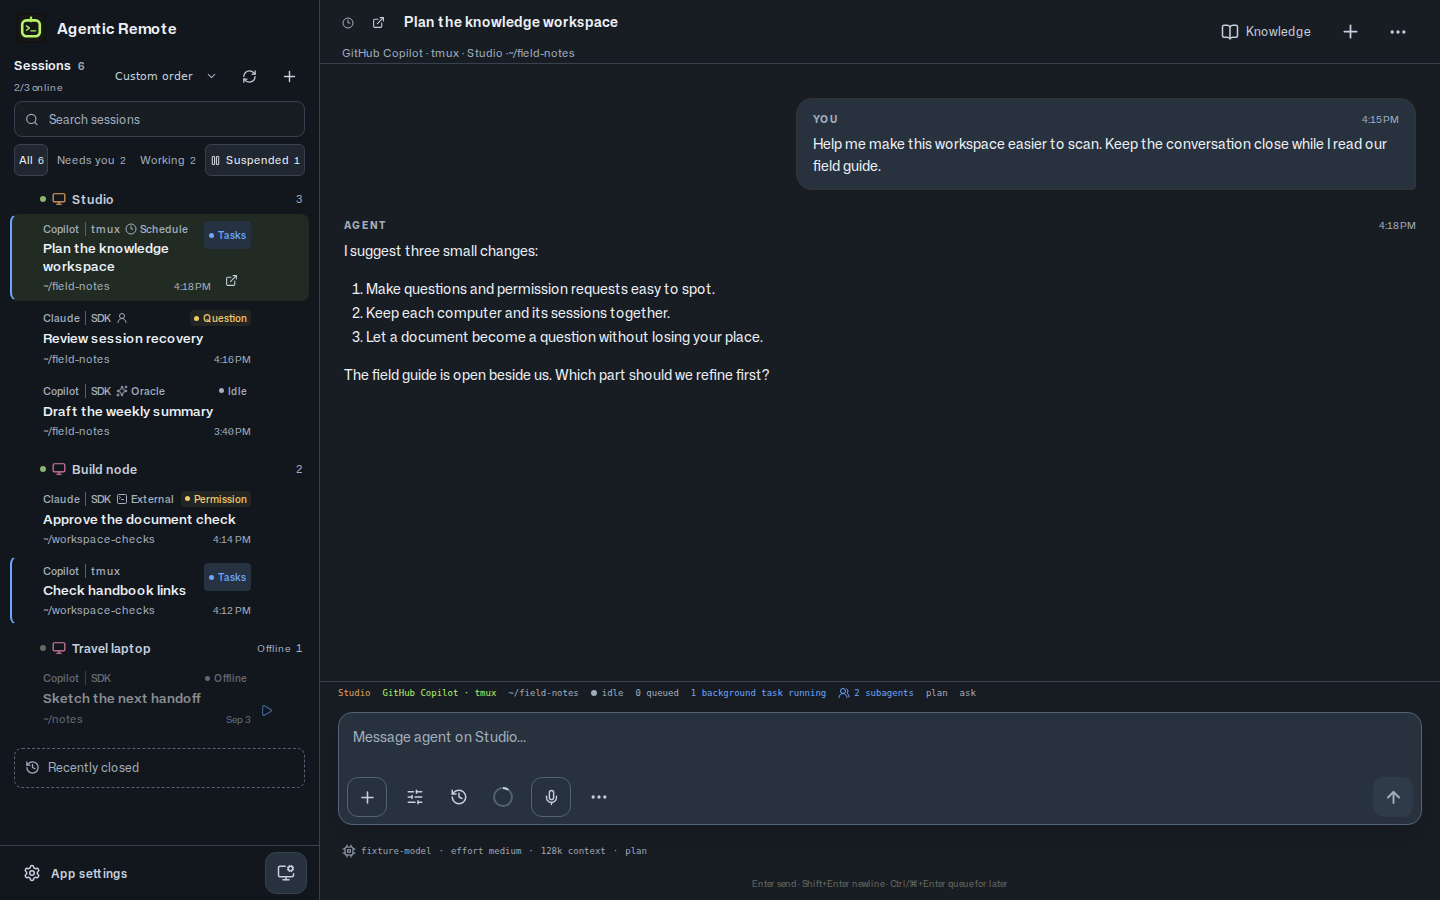 Agentic Remote
Sessions 6
2/3 online
Custom order
Search sessions
All 6
Needs you 2
Working 2
Suspended 1
Studio 3
Copilot | tmux Schedule
Tasks
Plan the knowledge
workspace
~/field-notes 4:18 PM
Claude | SDK
Question
Review session recovery
~/field-notes 4:16 PM
Copilot | SDK Oracle
Idle
Draft the weekly summary
~/field-notes 3:40 PM
Build node 2
Claude | SDK External
Permission
Approve the document check
~/workspace-checks 4:14 PM
Copilot | tmux
Tasks
Check handbook links
~/workspace-checks 4:12 PM
Travel laptop Offline 1
Copilot | SDK
Offline
Sketch the next handoff
~/notes Sep 3
Recently closed
App settings
Plan the knowledge workspace
GitHub Copilot · tmux · Studio · ~/field-notes
Knowledge
YOU 4:15 PM
Help me make this workspace easier to scan. Keep the conversation close while I read our
field guide.
AGENT 4:18 PM
I suggest three small changes:
1. Make questions and permission requests easy to spot.
2. Keep each computer and its sessions together.
3. Let a document become a question without losing your place.
The field guide is open beside us. Which part should we refine first?
Studio GitHub Copilot · tmux ~/field-notes idle 0 queued 1 background task running 2 subagents plan ask
Message agent on Studio...
fixture-model · effort medium · 128k context · plan
Enter send · Shift+Enter newline · Ctrl/⌘+Enter queue for later